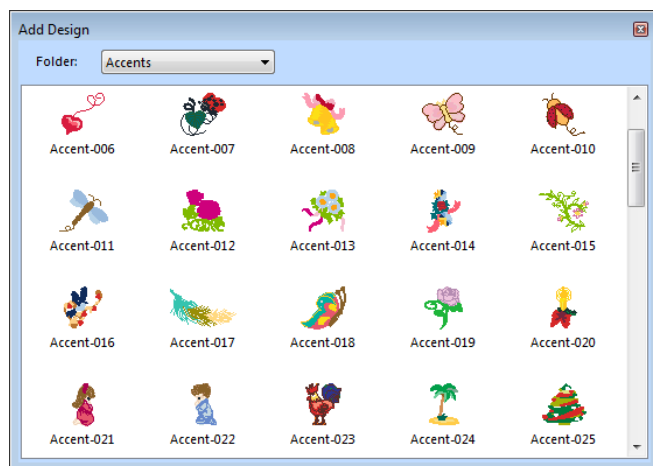 Add Design
Folder: Accents
Accent-006 Accent-007 Accent-008 Accent-009 Accent-010
Accent-011 Accent-012 Accent-013 Accent-014 Accent-015
Accent-016 Accent-017 Accent-018 Accent-019 Accent-020
Accent-021 Accent-022 Accent-023 Accent-024 Accent-025